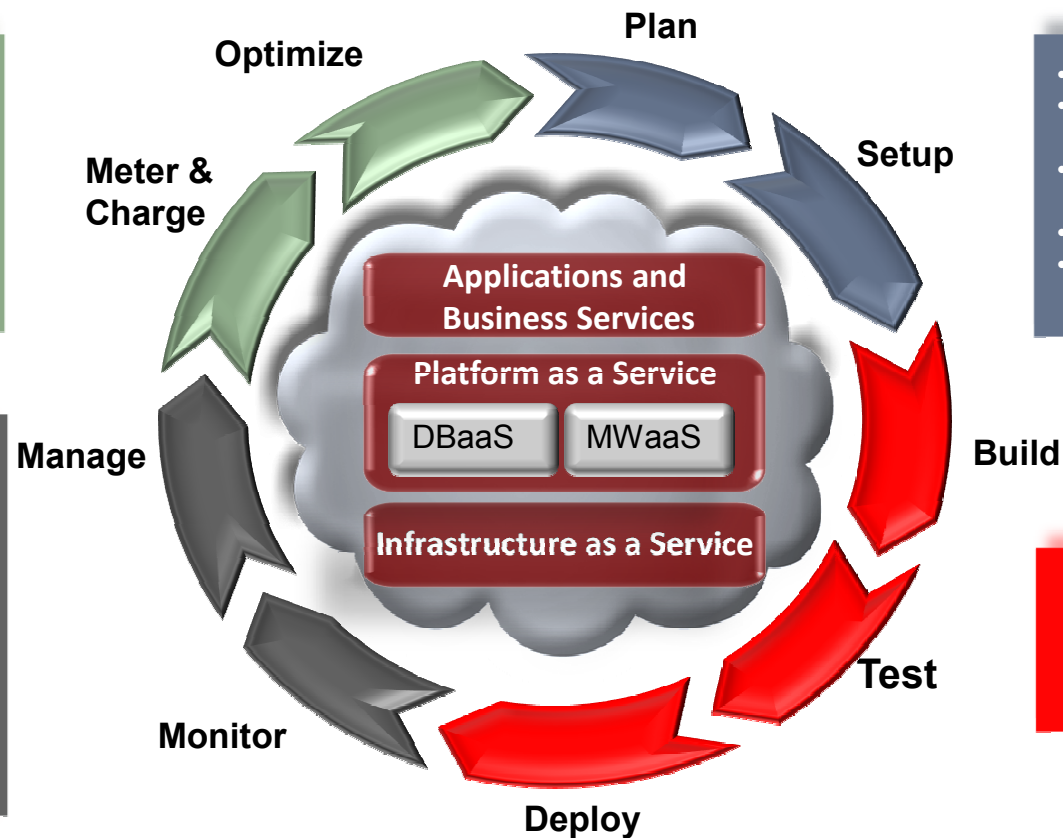 Plan
Optimize
Setup
Meter &
Charge
Applications and
Business Services
Platform as a Service
DBaaS
MWaaS
Manage
Build
Infrastructure as a Service
Test
Monitor
Deploy